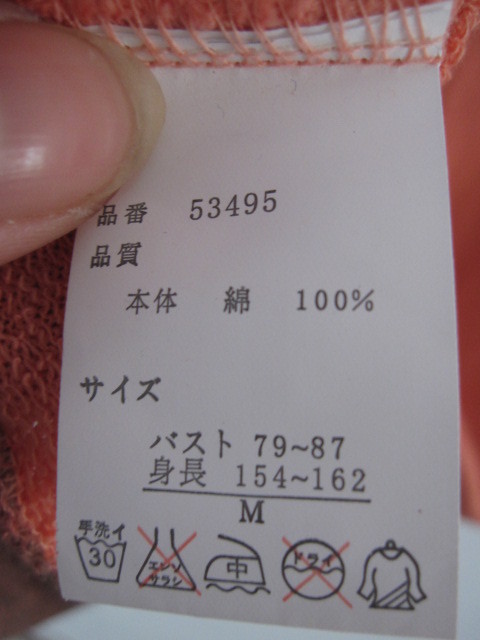 品番 53495
品質
本体 綿 100%
サイズ
バスト 79~87
身長 154~162
M
手洗イ
30
エンソ
サラシ
中
ドライ